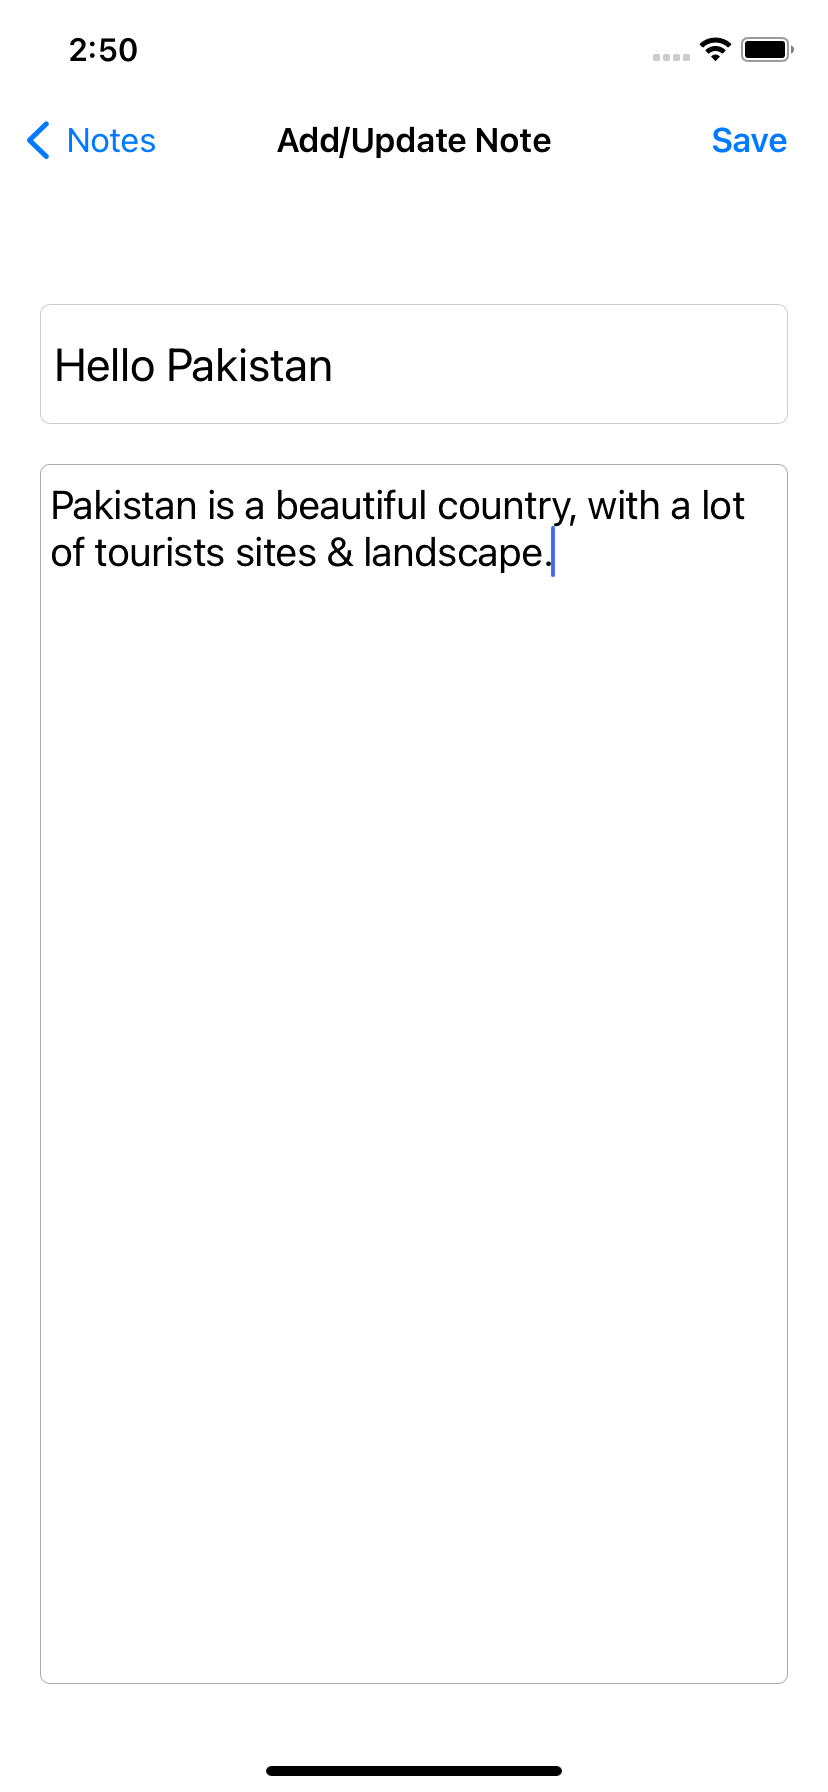 2:50
Notes
Add/Update Note
Save
Hello Pakistan
Pakistan is a beautiful country, with a lot
of tourists sites & landscape.